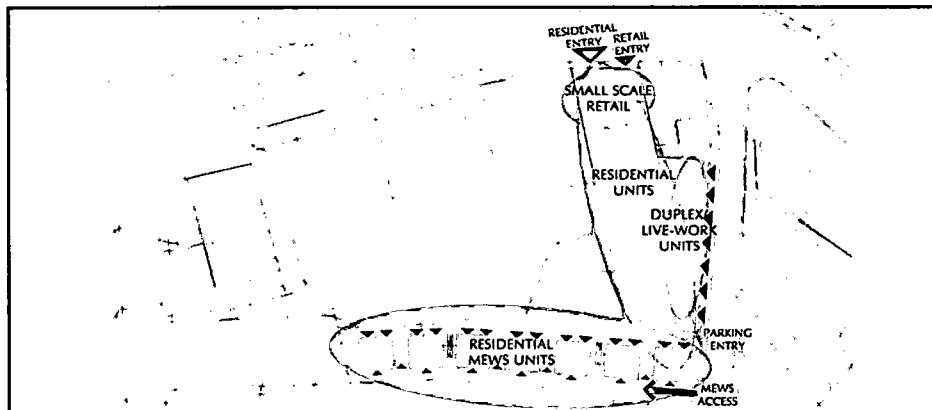 RESIDENTIAL
ENTRY
RETAIL
ENTRY
SMALL SCALE
RETAIL
RESIDENTIAL
UNITS
DUPLEX
LIVE-WORK
UNITS
PARKING
ENTRY
RESIDENTIAL
MEWS UNITS
MEWS
ACCESS